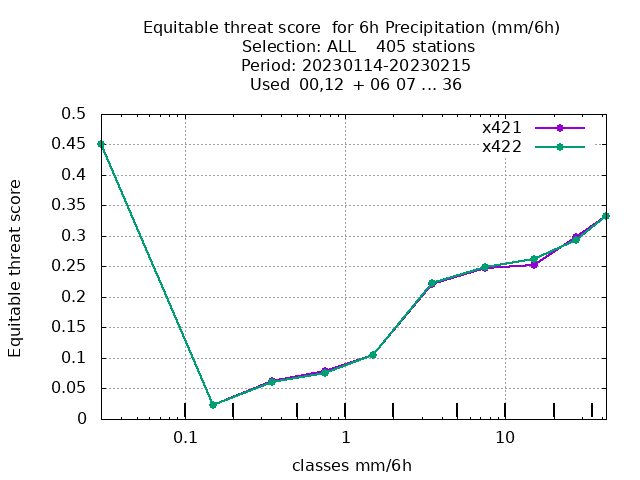 Equitable threat score  for 6h Precipitation (mm/6h)
Selection: ALL    405 stations
Period: 20230114-20230215
Used  00,12  + 06 07 ... 36
x421
x422
0.5
0.45
0.4
0.35
0.3
0.25
0.2
0.15
0.1
0.05
0
Equitable threat score
0.1 1 10
classes mm/6h